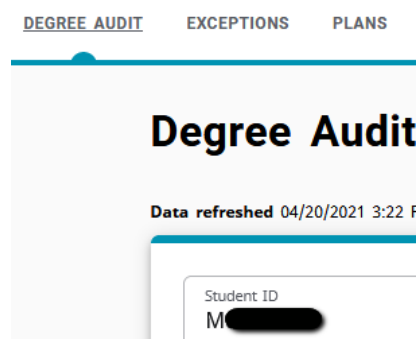 DEGREE AUDIT EXCEPTIONS PLANS
Degree Audit
Data refreshed 04/20/2021 3:22
Student ID
M